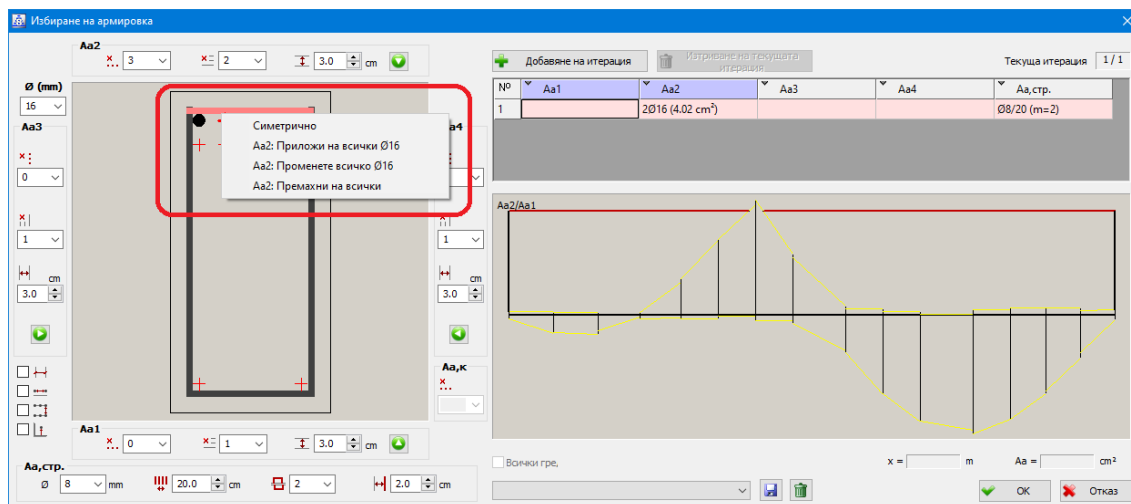 Избиране на армировка
Aa2
3
2
3.0 cm
Ø (mm)
16
Aa3
0
1
cm
3.0
a4
1
cm
3.0
Симетрично
Aa2: Приложи на всички Ø16
Aa2: Променете всичко Ø16
Aa2: Премахни на всички
Aa,к
Aa1
0
1
3.0 cm
Aa,стр.
Ø 8 mm
20.0 cm
2
2.0 cm
Добавяне на итерация
Изтриване на текущата
итерация
Текуща итерация 1 / 1
Nº Aa1 Aa2 Aa3 Aa4 Aa,стр.
1 2Ø16 (4.02 cm²) Ø8/20 (m=2)
Aa2/Aa1
Всички гре,
x = m
Aa = cm²
OK
Отказ